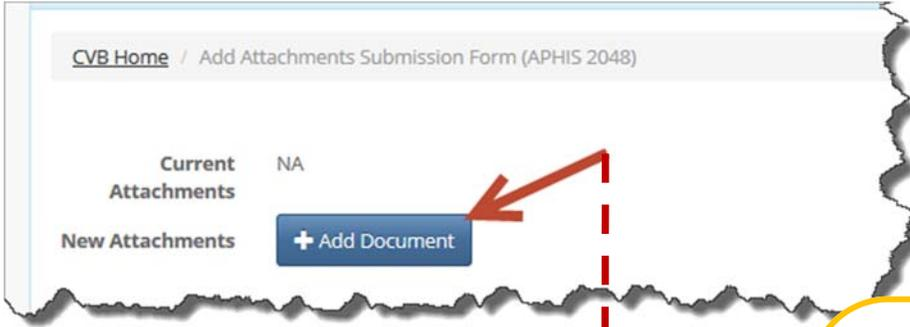 CVB Home / Add Attachments Submission Form (APHIS 2048)
Current Attachments NA
New Attachments + Add Document